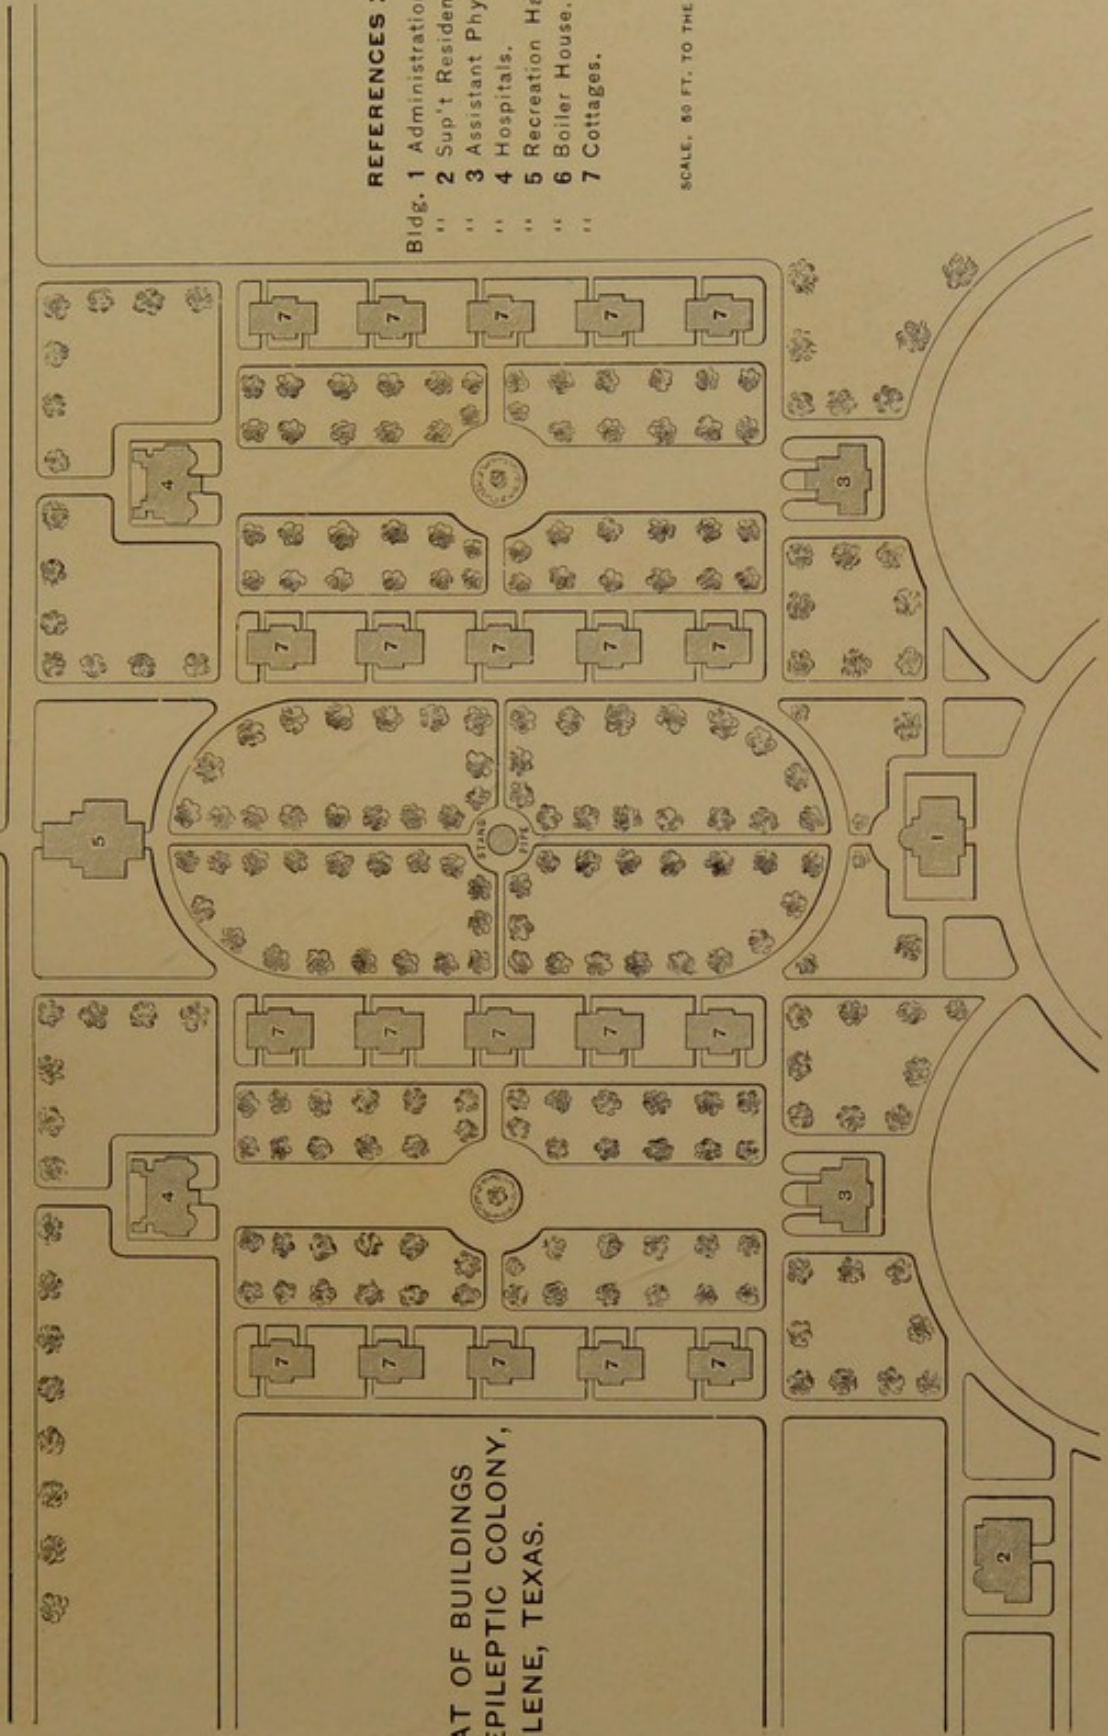 AT OF BUILDINGS
EPILEPTIC COLONY,
LENE, TEXAS.
REFERENCES:
Bldg. 1 Administratio
" 2 Sup't Residen
" 3 Assistant Phy
" 4 Hospitals.
" 5 Recreation Ha
" 6 Boiler House.
" 7 Cottages.
SCALE, 50 FT. TO THE
7 7 7 7 7
4
3
7 7 7 7 7
5
STAND
PIPE
1
7 7 7 7 7
4
3
7 7 7 7 7
2